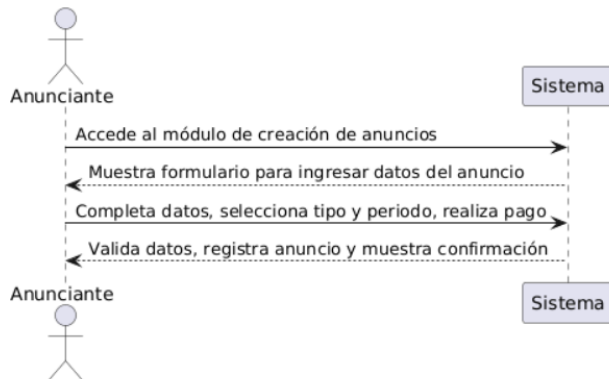 Anunciante
Sistema
Accede al módulo de creación de anuncios
Muestra formulario para ingresar datos del anuncio
Completa datos, selecciona tipo y periodo, realiza pago
Valida datos, registra anuncio y muestra confirmación
Anunciante
Sistema